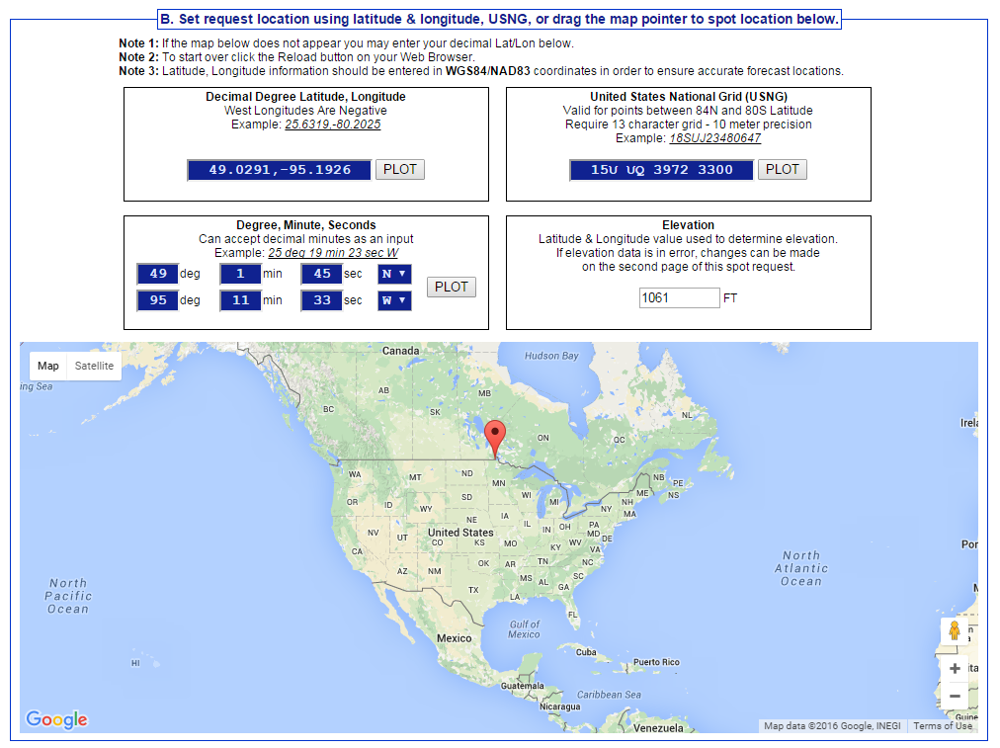 B. Set request location using latitude & longitude, USNG, or drag the map pointer to spot location below.
Note 1: If the map below does not appear you may enter your decimal Lat/Lon below.
Note 2: To start over click the Reload button on your Web Browser.
Note 3: Latitude, Longitude information should be entered in WGS84/NAD83 coordinates in order to ensure accurate forecast locations.
Decimal Degree Latitude, Longitude
West Longitudes Are Negative
Example: 25.6319,-80.2025
49.0291,-95.1926 PLOT
United States National Grid (USNG)
Valid for points between 84N and 80S Latitude
Require 13 character grid - 10 meter precision
Example: 18SUJ23480647
15U UQ 3972 3300 PLOT
Degree, Minute, Seconds
Can accept decimal minutes as an input
Example: 25 deg 19 min 23 sec W
49 deg 1 min 45 sec N
95 deg 11 min 33 sec W
PLOT
Elevation
Latitude & Longitude value used to determine elevation.
If elevation data is in error, changes can be made
on the second page of this spot request.
1061 FT
Map Satellite
Canada
Hudson Bay
ing Sea
AB
MB
BC
SK
NL
Irela
ON
QC
WA
MT
ND
MN
NB
PE
ME
NS
OR
ID
WY
SD
WI
MI
NH
NY
MA
NE
IA
NV
UT
United States
CO
KS
MO
IL
IN
OH
PA
MD
DE
WV
VA
KY
Por
CA
AZ
NM
OK
AR
TN
NC
SC
MS
AL
GA
TX
LA
FL
North
Pacific
Ocean
North
Atlantic
Ocean
Gulf of
Mexico
Mexico
Cuba
Puerto Rico
HI
Guatemala
Caribbean Sea
Nicaragua
Venezuela
ita
Guine
+
−
Google
Map data ©2016 Google, INEGI Terms of Use